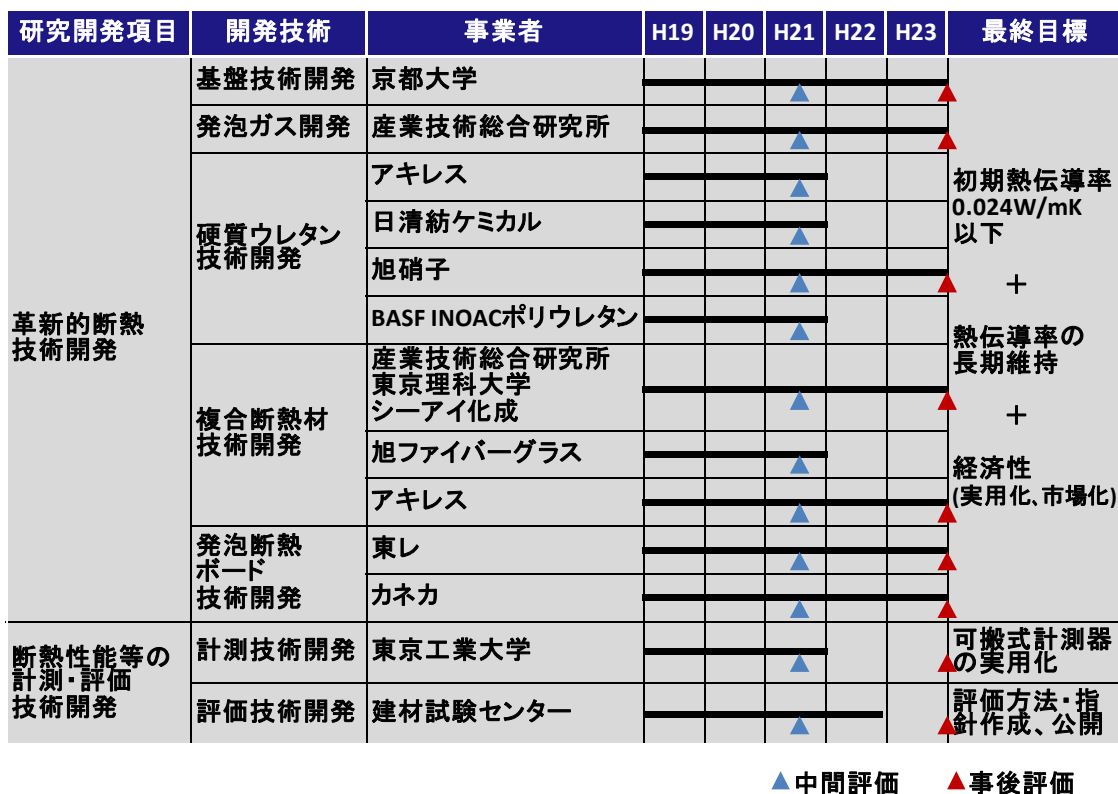 研究開発項目 開発技術 事業者 H19 H20 H21 H22 H23 最終目標
革新的断熱
技術開発
基盤技術開発 京都大学
発泡ガス開発 産業技術総合研究所
硬質ウレタン
技術開発
アキレス
日清紡ケミカル
旭硝子
BASF INOACポリウレタン
複合断熱材
技術開発
産業技術総合研究所
東京理科大学
シーアイ化成
旭ファイバーグラス
アキレス
発泡断熱
ボード
技術開発
東レ
カネカ
初期熱伝導率
0.024W/mK
以下
＋
熱伝導率の
長期維持
＋
経済性
(実用化、市場化)
断熱性能等の
計測・評価
技術開発
計測技術開発 東京工業大学
可搬式計測器
の実用化
評価技術開発 建材試験センター
評価方法・指
針作成、公開
▲中間評価 ▲事後評価